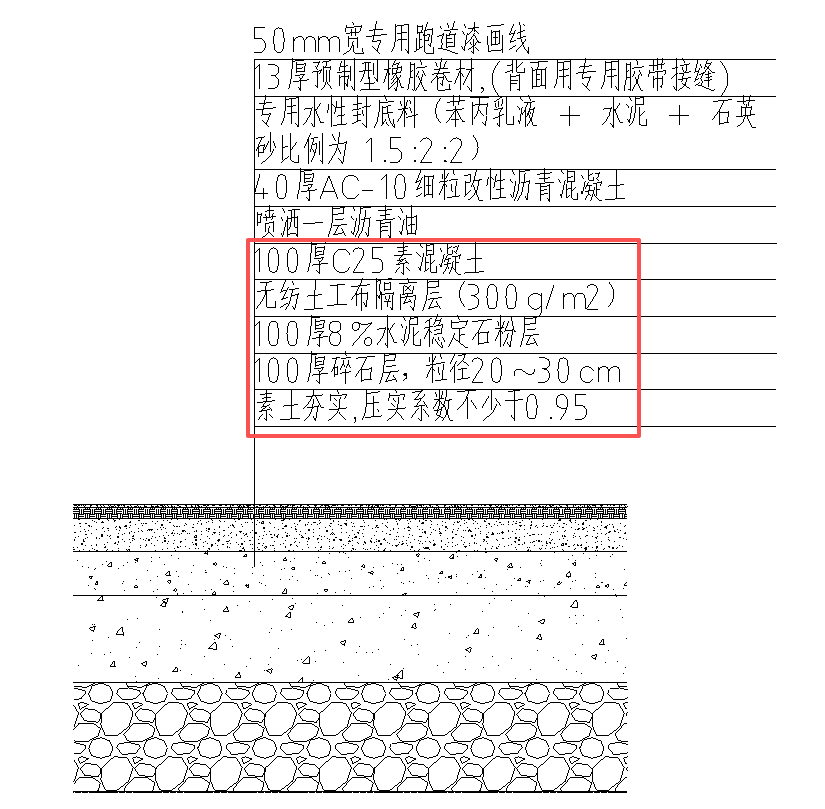 50mm宽专用跑道漆画线
13厚预制型橡胶卷材,(背面用专用胶带接缝)
专用水性封底料（苯丙乳液 + 水泥 + 石英
砂比例为 1.5:2:2）
40厚AC-10细粒改性沥青混凝土
喷洒一层沥青油
100厚C25素混凝土
无纺土工布隔离层（300g/m2）
100厚8%水泥稳定石粉层
100厚碎石层，粒径20~30cm
素土夯实,压实系数不少于0.95